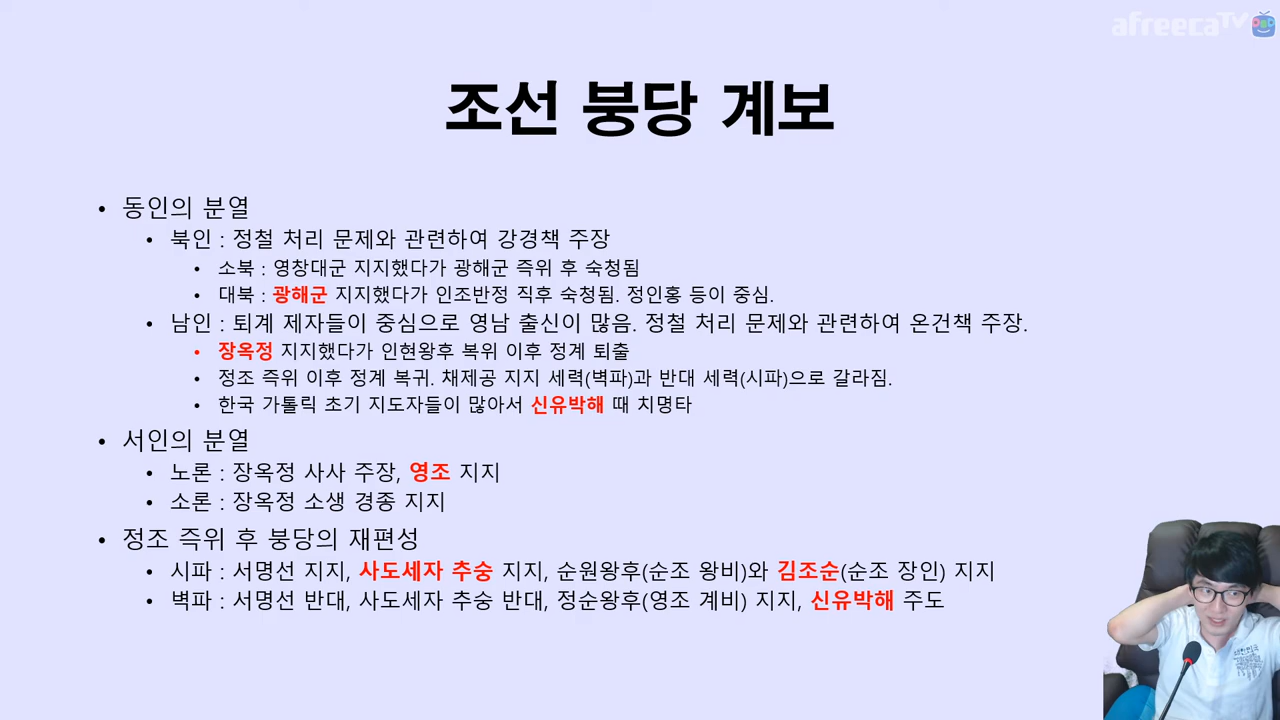 afreecaTV
조선 붕당 계보
• 동인의 분열
• 북인 : 정철 처리 문제와 관련하여 강경책 주장
• 소북 : 영창대군 지지했다가 광해군 즉위 후 숙청됨
• 대북 : 광해군 지지했다가 인조반정 직후 숙청됨. 정인홍 등이 중심.
• 남인 : 퇴계 제자들이 중심으로 영남 출신이 많음. 정철 처리 문제와 관련하여 온건책 주장.
• 장옥정 지지했다가 인현왕후 복위 이후 정계 퇴출
• 정조 즉위 이후 정계 복귀. 채제공 지지 세력(벽파)과 반대 세력(시파)으로 갈라짐.
• 한국 가톨릭 초기 지도자들이 많아서 신유박해 때 치명타
• 서인의 분열
• 노론 : 장옥정 사사 주장, 영조 지지
• 소론 : 장옥정 소생 경종 지지
• 정조 즉위 후 붕당의 재편성
• 시파 : 서명선 지지, 사도세자 추숭 지지, 순원왕후(순조 왕비)와 김조순(순조 장인) 지지
• 벽파 : 서명선 반대, 사도세자 추숭 반대, 정순왕후(영조 계비) 지지, 신유박해 주도